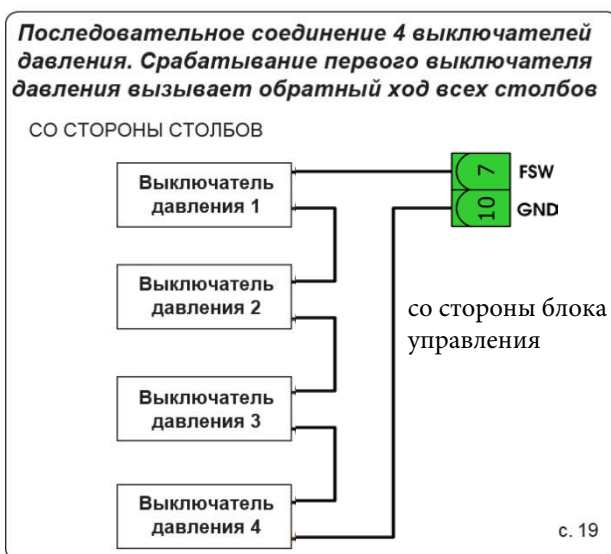 Последовательное соединение 4 выключателей
давления. Срабатывание первого выключателя
давления вызывает обратный ход всех столбов
СО СТОРОНЫ СТОЛБОВ
Выключатель
давления 1
7 FSW
10 GND
Выключатель
давления 2
со стороны блока
управления
Выключатель
давления 3
Выключатель
давления 4
с. 19